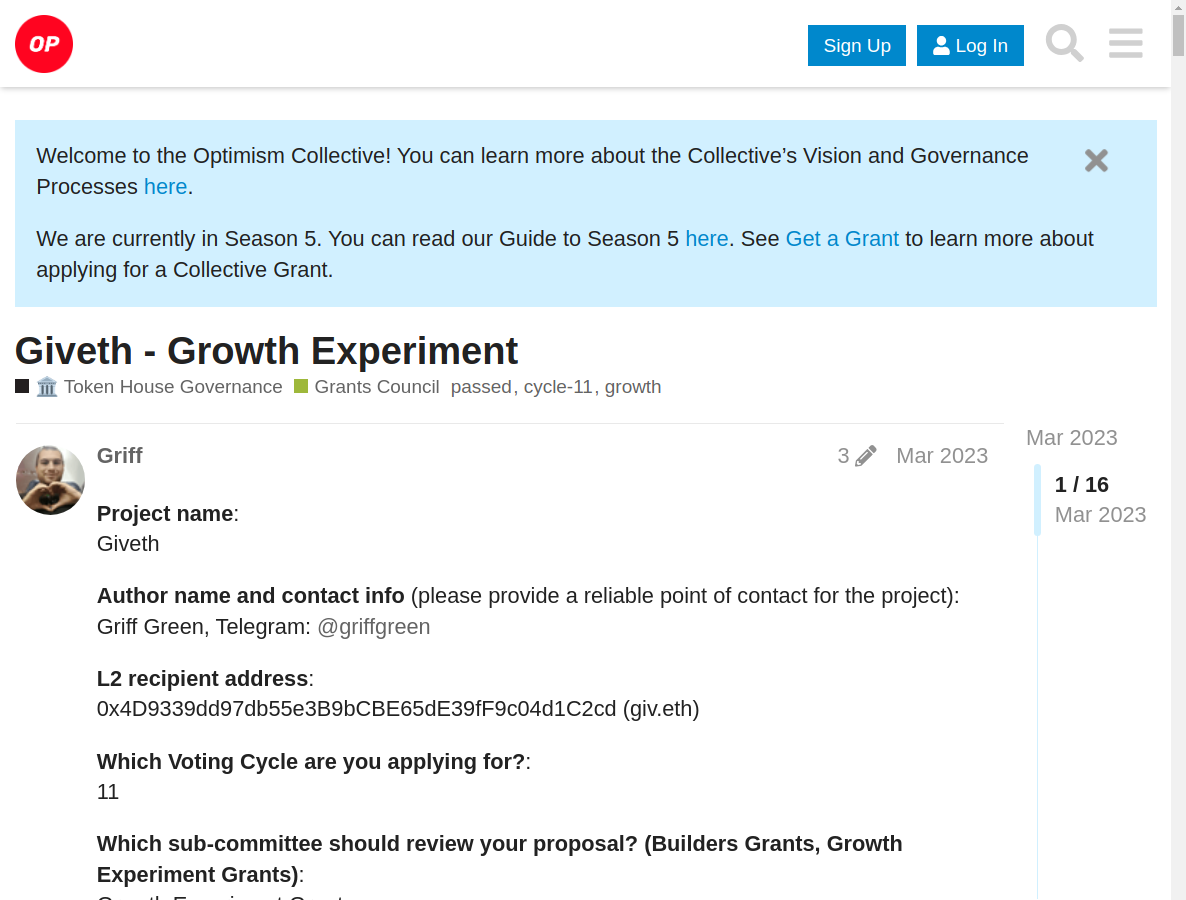 OP
Sign Up
Log In
Welcome to the Optimism Collective! You can learn more about the Collective’s Vision and Governance
Processes here.
We are currently in Season 5. You can read our Guide to Season 5 here. See Get a Grant to learn more about
applying for a Collective Grant.
Giveth - Growth Experiment
Token House Governance Grants Council passed, cycle-11, growth
Griff 3 Mar 2023
Mar 2023
1 / 16
Mar 2023
Project name:
Giveth
Author name and contact info (please provide a reliable point of contact for the project):
Griff Green, Telegram: @griffgreen
L2 recipient address:
0x4D9339dd97db55e3B9bCBE65dE39fF9c04d1C2cd (giv.eth)
Which Voting Cycle are you applying for?:
11
Which sub-committee should review your proposal? (Builders Grants, Growth
Experiment Grants):